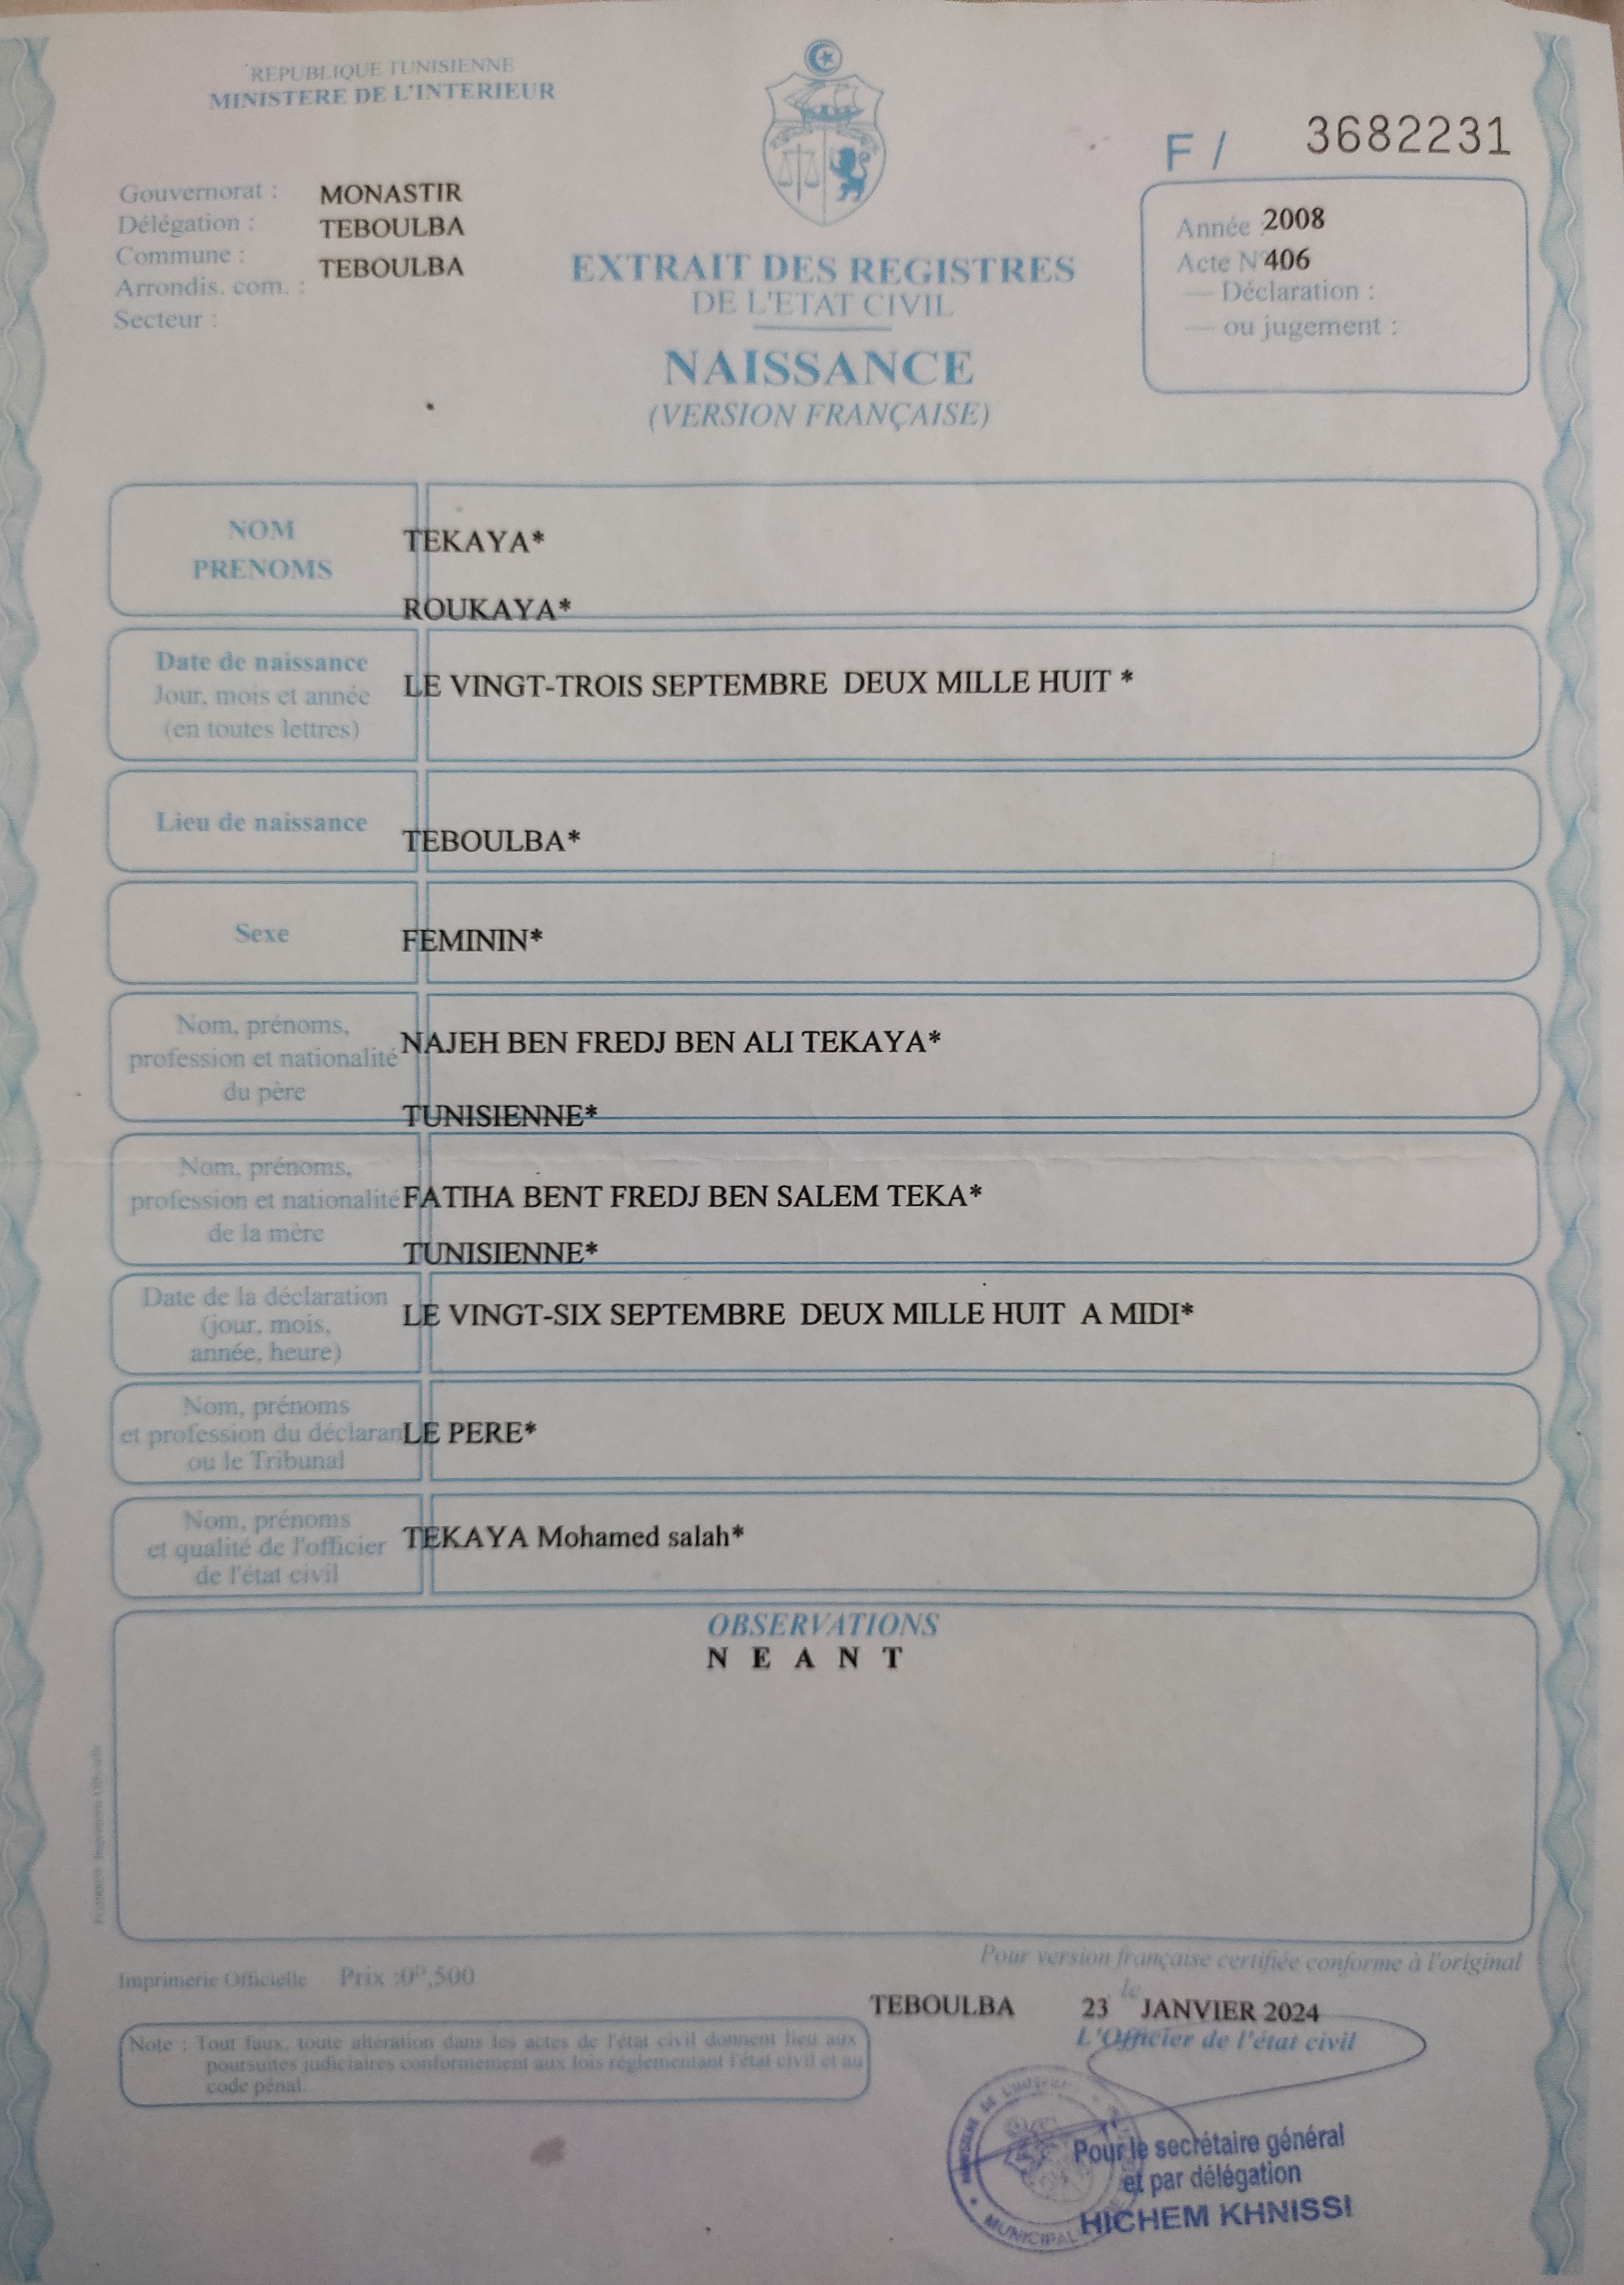 REPUBLIQUE TUNISIENNE
MINISTERE DE L'INTERIEUR
F / 3682231
Gouvernorat : MONASTIR
Délégation : TEBOULBA
Commune : TEBOULBA
Arrondis. com. :
Secteur :
EXTRAIT DES REGISTRES
DE L'ETAT CIVIL
NAISSANCE
(VERSION FRANÇAISE)
Année : 2008
Acte N° 406
— Déclaration :
— ou jugement :
NOM
PRENOMS
TEKAYA*
ROUKAYA*
Date de naissance
Jour, mois et année
(en toutes lettres)
LE VINGT-TROIS SEPTEMBRE DEUX MILLE HUIT *
Lieu de naissance
TEBOULBA*
Sexe
FEMININ*
Nom, prénoms,
profession et nationalité
du père
NAJEH BEN FREDJ BEN ALI TEKAYA*
TUNISIENNE*
Nom, prénoms,
profession et nationalité
de la mère
FATIHA BENT FREDJ BEN SALEM TEKA*
TUNISIENNE*
Date de la déclaration
(jour, mois,
année, heure)
LE VINGT-SIX SEPTEMBRE DEUX MILLE HUIT A MIDI*
Nom, prénoms
et profession du déclaran
ou le Tribunal
LE PERE*
Nom, prénoms
et qualité de l'officier
de l'état civil
TEKAYA Mohamed salah*
OBSERVATIONS
N E A N T
Imprimerie Officielle Prix :0ᴰ,500
Pour version française certifiée conforme à l'original
le
TEBOULBA 23 JANVIER 2024
L'Officier de l'état civil
Note : Tout faux, toute altération dans les actes de l'état civil donnent lieu aux
poursuites judiciaires conformement aux lois réglementant l'état civil et au
code pénal.
Pour le secrétaire général
et par délégation
HICHEM KHNISSI